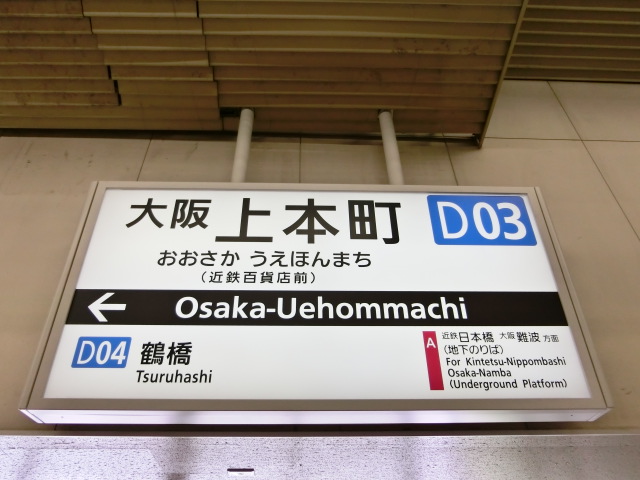 大阪 上本町 D03
おおさか うえほんまち
(近鉄百貨店前)
← Osaka-Uehommachi
D04 鶴橋
Tsuruhashi
A 近鉄日本橋 大阪難波 方面
(地下のりば)
For Kintetsu-Nippombashi
Osaka-Namba
(Underground Platform)